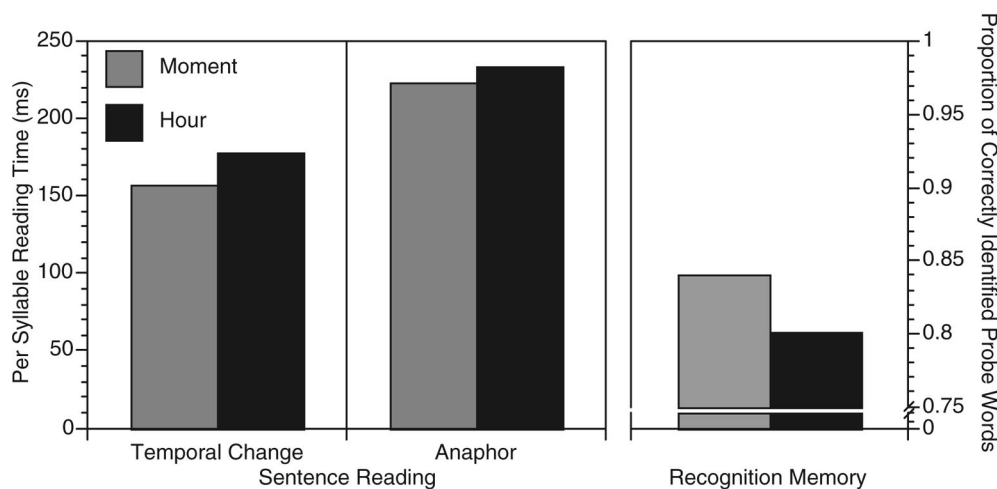 Per Syllable Reading Time (ms)
250
200
150
100
50
0
Moment
Hour
Temporal Change
Anaphor
Sentence Reading
Recognition Memory
1
0.95
0.9
0.85
0.8
0.75
0
Proportion of Correctly Identified Probe Words